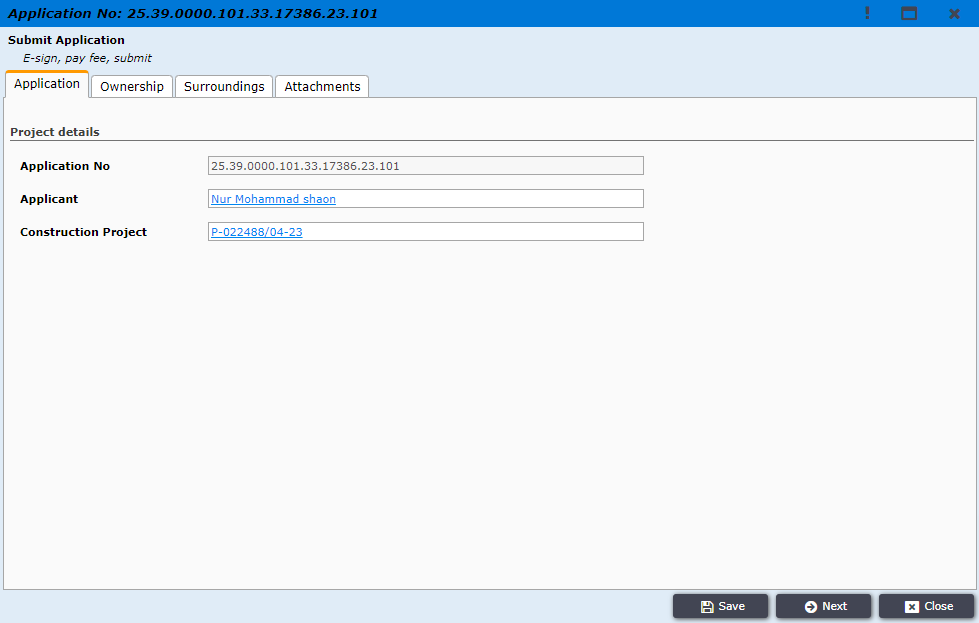 Application No: 25.39.0000.101.33.17386.23.101
Submit Application
E-sign, pay fee, submit
Application Ownership Surroundings Attachments
Project details
Application No 25.39.0000.101.33.17386.23.101
Applicant Nur Mohammad shaon
Construction Project P-022488/04-23
Save Next Close